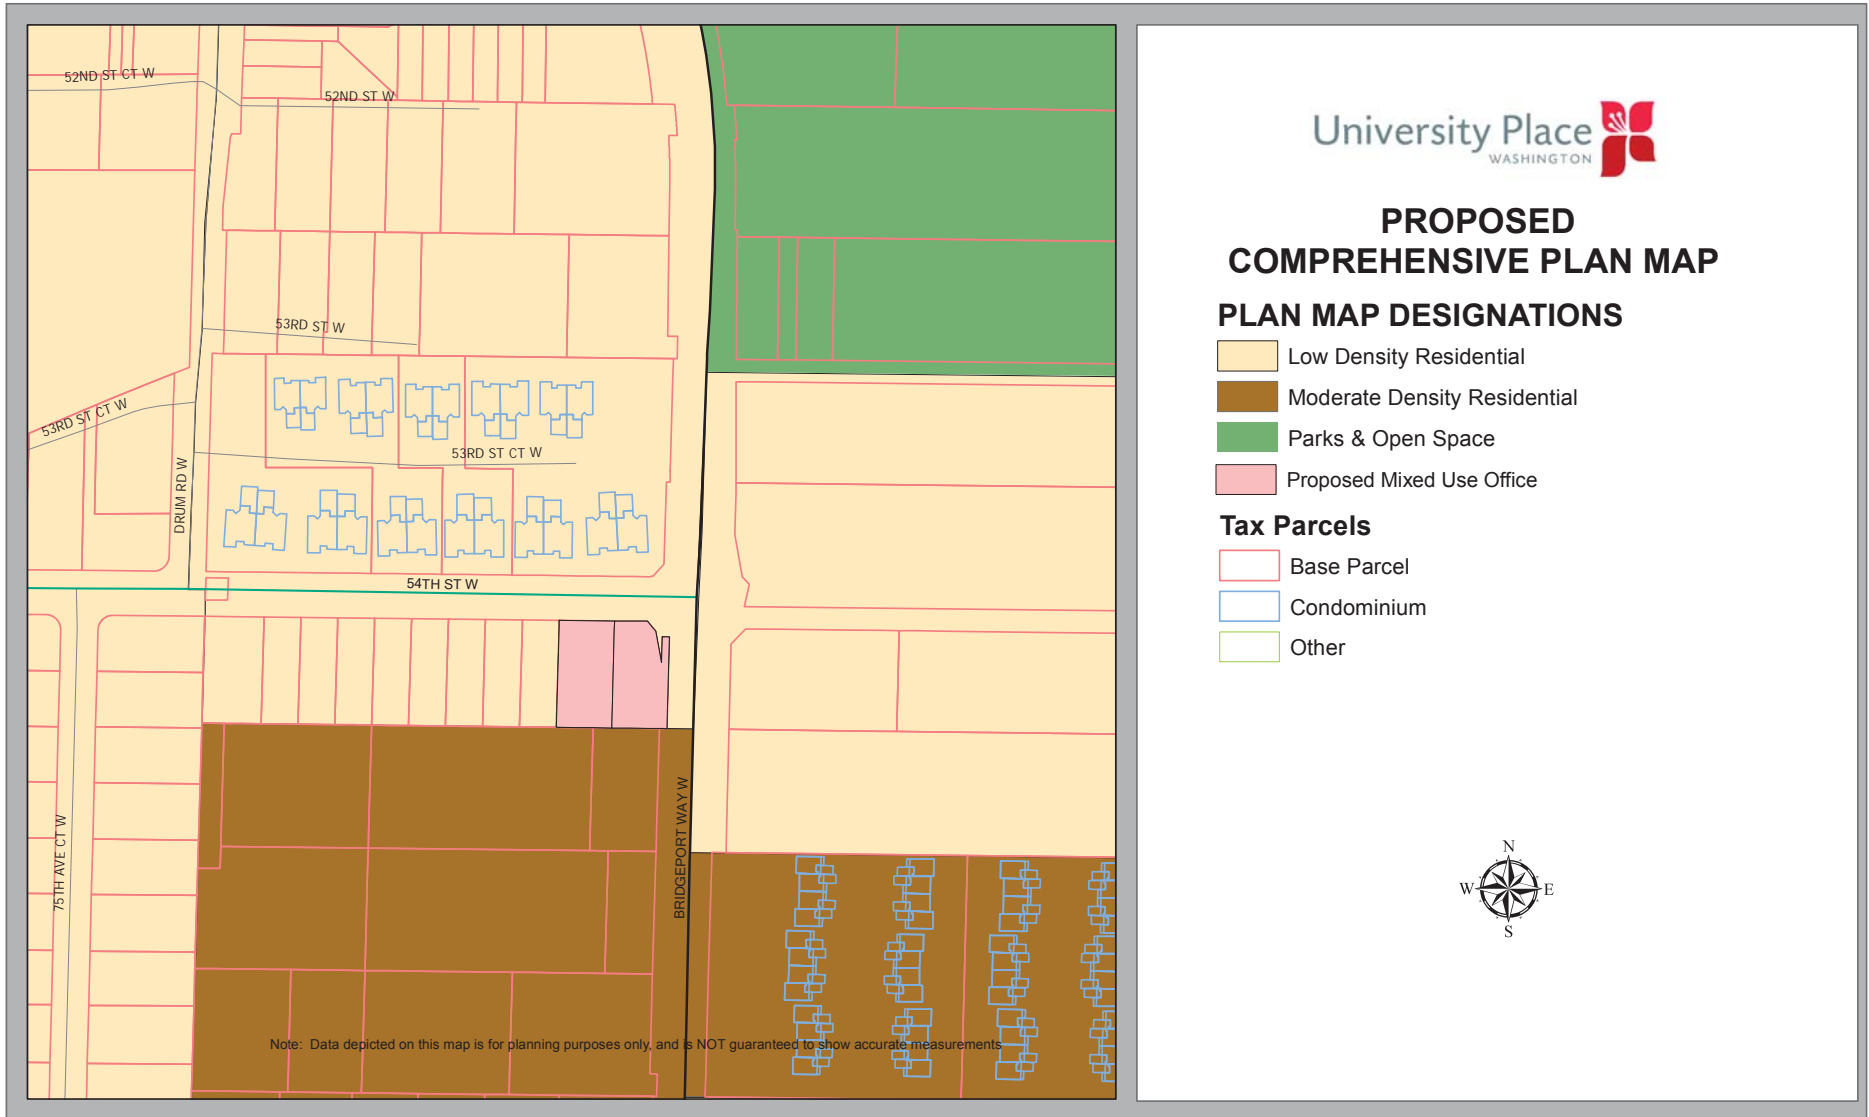 52ND ST CT W
52ND ST W
53RD ST W
53RD ST CT W
53RD ST CT W
DRUM RD W
54TH ST W
75TH AVE CT W
BRIDGEPORT WAY W
Note: Data depicted on this map is for planning purposes only, and is NOT guaranteed to show accurate measurements
University Place
WASHINGTON
PROPOSED
COMPREHENSIVE PLAN MAP
PLAN MAP DESIGNATIONS
Low Density Residential
Moderate Density Residential
Parks & Open Space
Proposed Mixed Use Office
Tax Parcels
Base Parcel
Condominium
Other
N
W E
S